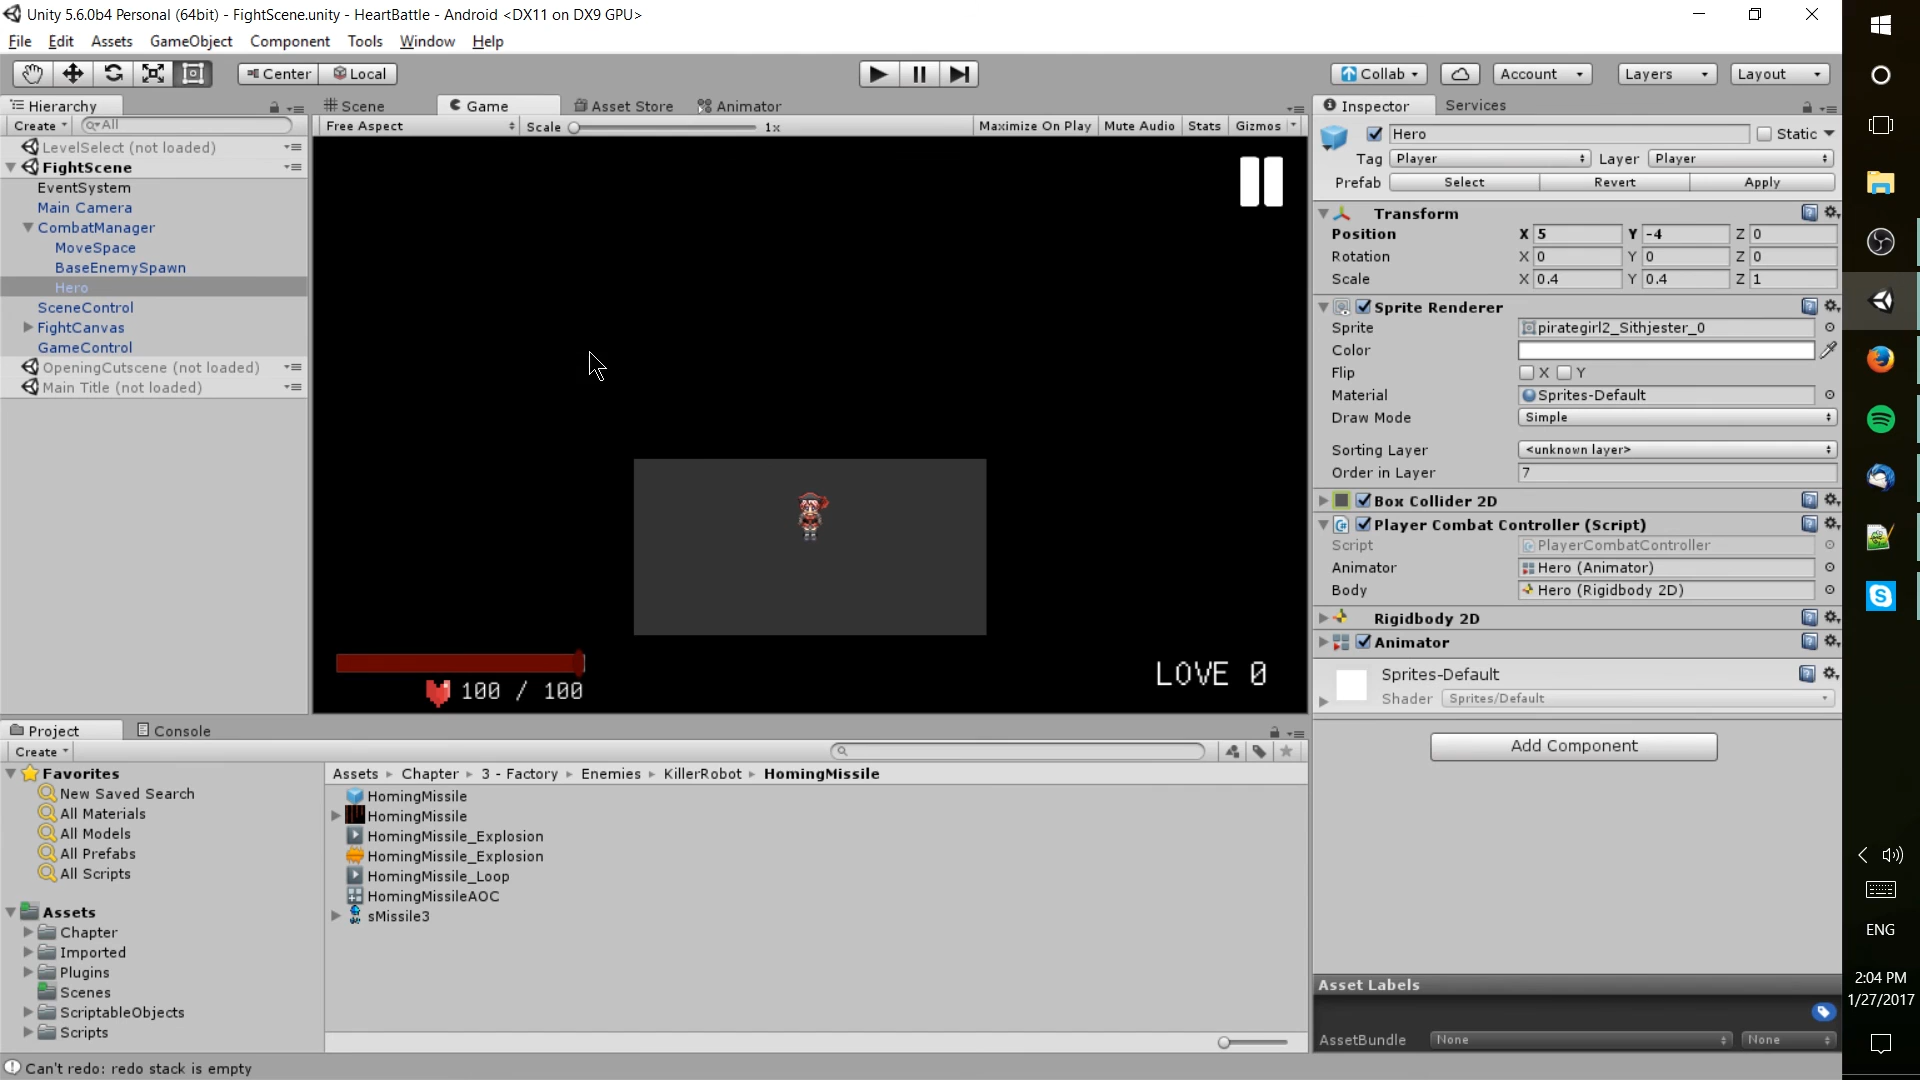 Unity 5.6.0b4 Personal (64bit) - FightScene.unity - HeartBattle - Android <DX11 on DX9 GPU>
File Edit Assets GameObject Component Tools Window Help
Center Local Collab Account Layers Layout
Hierarchy
Create All
LevelSelect (not loaded)
FightScene
EventSystem
Main Camera
CombatManager
MoveSpace
BaseEnemySpawn
Hero
SceneControl
FightCanvas
GameControl
OpeningCutscene (not loaded)
Main Title (not loaded)
Scene Game Asset Store Animator
Free Aspect Scale 1x Maximize On Play Mute Audio Stats Gizmos
100 / 100
LOVE 0
Inspector Services
Hero Static
Tag Player Layer Player
Prefab Select Revert Apply
Transform
Position X 5 Y -4 Z 0
Rotation X 0 Y 0 Z 0
Scale X 0.4 Y 0.4 Z 1
Sprite Renderer
Sprite pirategirl2_Sithjester_0
Color
Flip X Y
Material Sprites-Default
Draw Mode Simple
Sorting Layer <unknown layer>
Order in Layer 7
Box Collider 2D
Player Combat Controller (Script)
Script PlayerCombatController
Animator Hero (Animator)
Body Hero (Rigidbody 2D)
Rigidbody 2D
Animator
Sprites-Default
Shader Sprites/Default
Add Component
Asset Labels
AssetBundle None None
Project Console
Create
Favorites
New Saved Search
All Materials
All Models
All Prefabs
All Scripts
Assets
Chapter
Imported
Plugins
Scenes
ScriptableObjects
Scripts
Assets Chapter 3 - Factory Enemies KillerRobot HomingMissile
HomingMissile
HomingMissile
HomingMissile_Explosion
HomingMissile_Explosion
HomingMissile_Loop
HomingMissileAOC
sMissile3
Can't redo: redo stack is empty
ENG
2:04 PM
1/27/2017